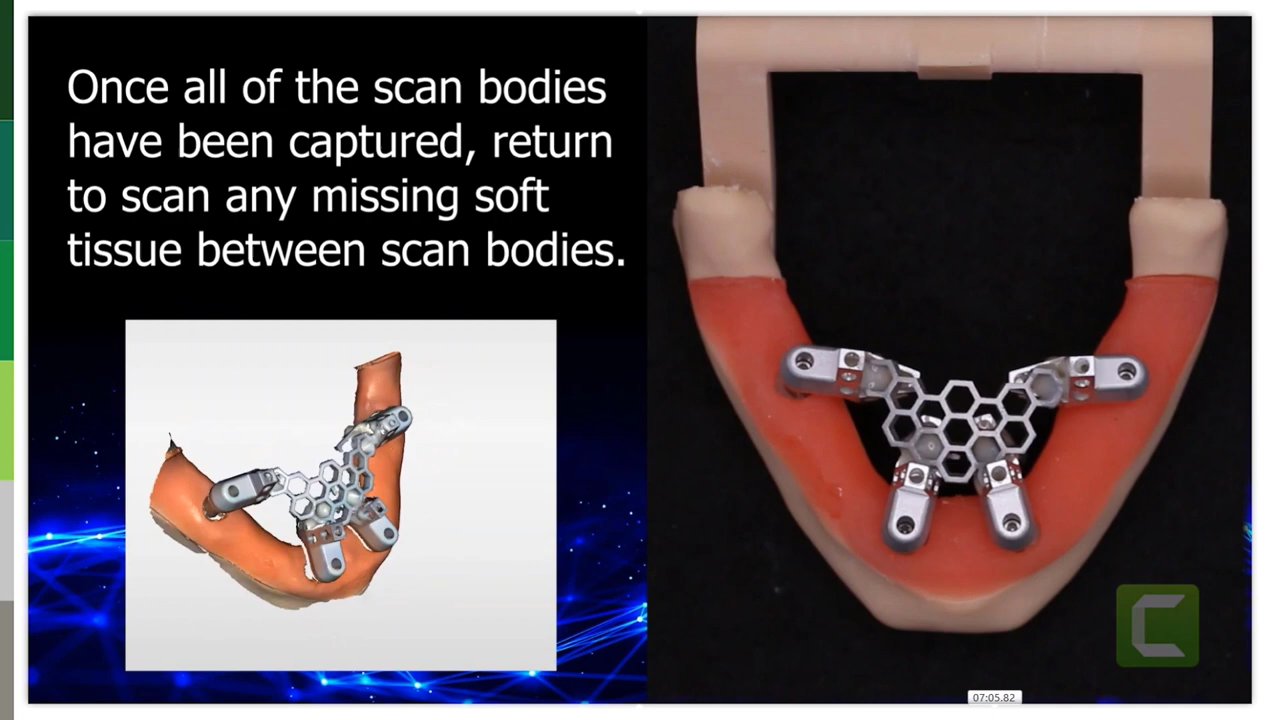 Once all of the scan bodies
have been captured, return
to scan any missing soft
tissue between scan bodies.
07:05.82